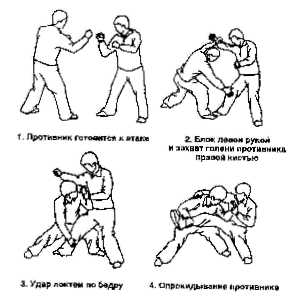 1. Противник готовится к атаке
2. Блок левой рукой
и захват голени противника
правой кистью
3. Удар локтем по бедру
4. Опрокидывание противника